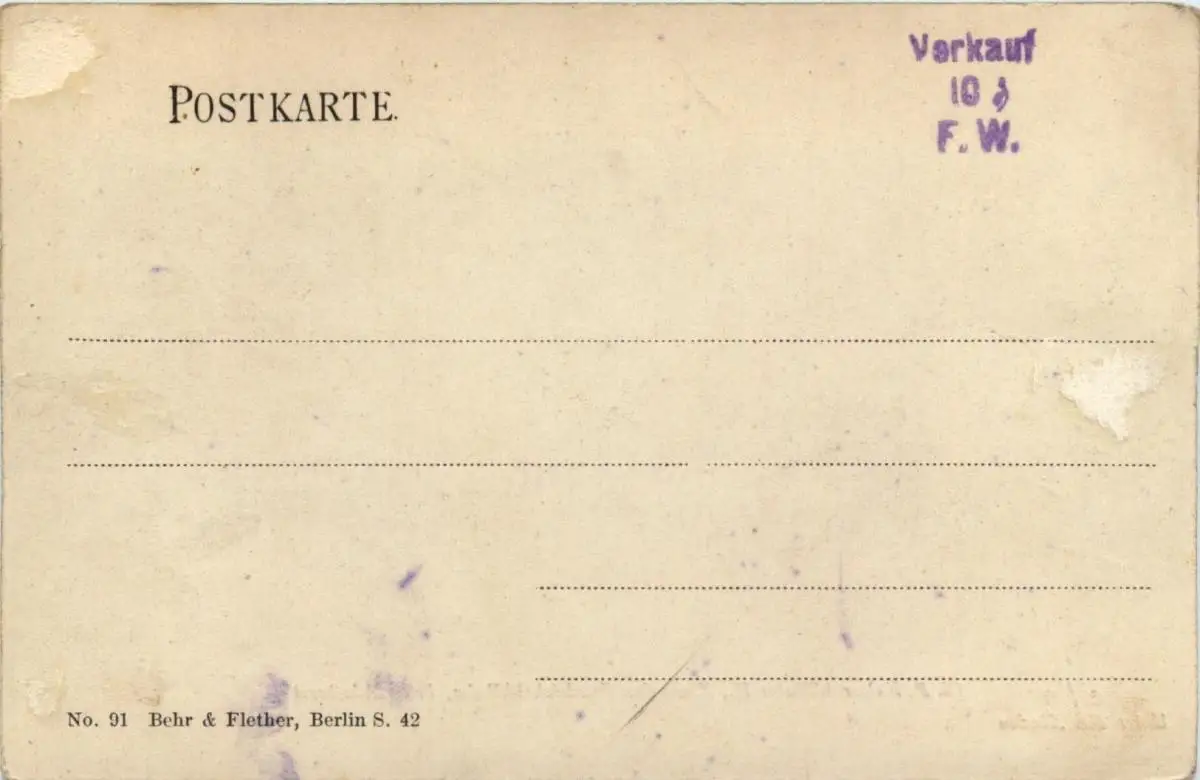 POSTKARTE.
Verkauf
10 ₰
F. W.
No. 91 Behr & Flether, Berlin S. 42